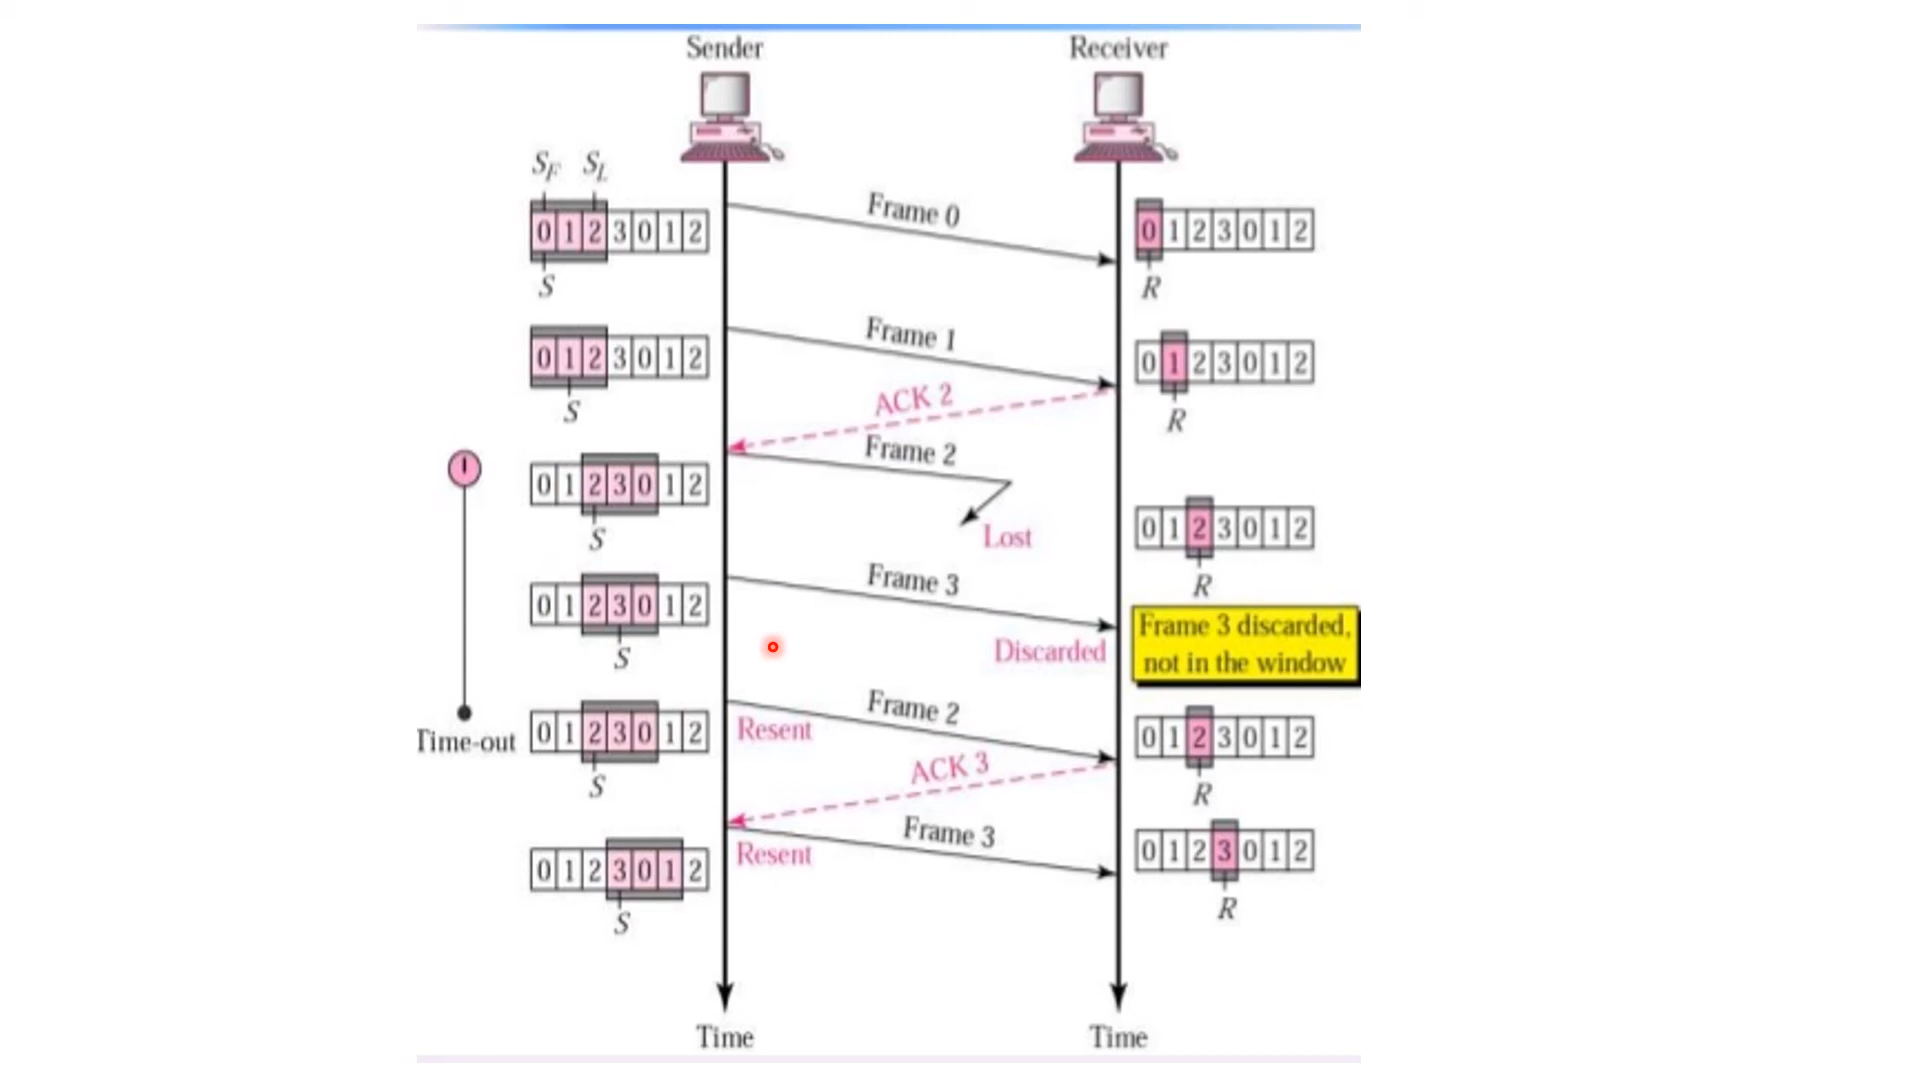 Sender
Receiver
SF SL
0 1 2 3 0 1 2
S
Frame 0
0 1 2 3 0 1 2
R
0 1 2 3 0 1 2
S
Frame 1
0 1 2 3 0 1 2
R
ACK 2
0 1 2 3 0 1 2
S
Frame 2
Lost
0 1 2 3 0 1 2
R
0 1 2 3 0 1 2
S
Frame 3
Discarded
Frame 3 discarded,
not in the window
Time-out
0 1 2 3 0 1 2
S
Resent
Frame 2
0 1 2 3 0 1 2
R
ACK 3
0 1 2 3 0 1 2
S
Resent
Frame 3
0 1 2 3 0 1 2
R
Time
Time